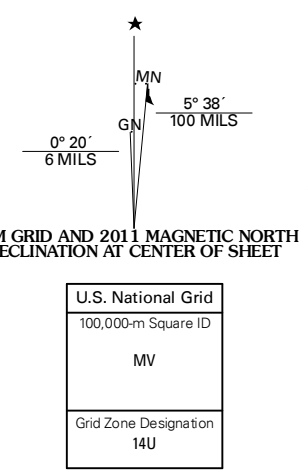 ★
MN
5° 38´
100 MILS
GN
0° 20´
6 MILS
M GRID AND 2011 MAGNETIC NORTH
ECLINATION AT CENTER OF SHEET
U.S. National Grid
100,000-m Square ID
MV
Grid Zone Designation
14U